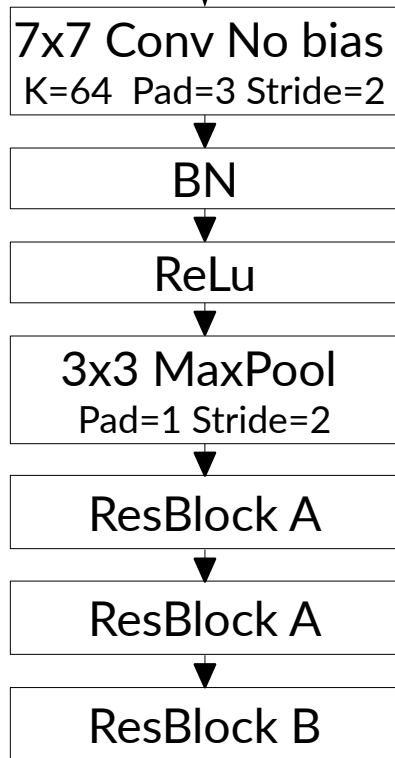 7x7 Conv No bias
K=64 Pad=3 Stride=2
BN
ReLu
3x3 MaxPool
Pad=1 Stride=2
ResBlock A
ResBlock A
ResBlock B